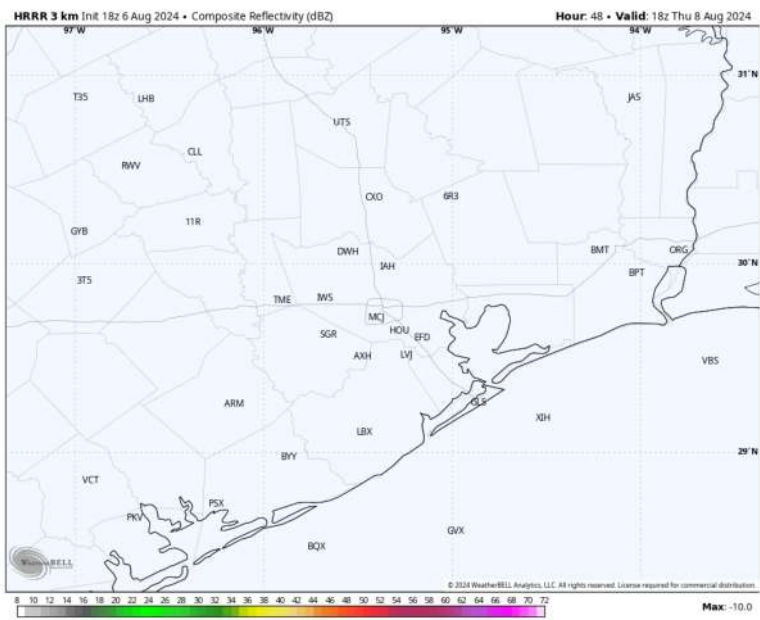 HRRR 3 km Init 18z 6 Aug 2024 • Composite Reflectivity (dBZ) Hour: 48 • Valid: 18z Thu 8 Aug 2024
97°W 96°W 95°W 94°W
31°N
T35 LHB JAS
UTS
CLL
RWV
CXO 6R3
11R
GYB
DWH BMT ORG
30°N
IAH
BPT
3T5
TME IWS
MCJ
SGR HOU EFD
AXH LVJ
VBS
ARM GLS
XIH
LBX
29°N
BYY
VCT
PSX
PKV
GVX
BQX
WeatherBELL
© 2024 WeatherBELL Analytics, LLC. All rights reserved. License required for commercial distribution.
8 10 12 14 16 18 20 22 24 26 28 30 32 34 36 38 40 42 44 46 48 50 52 54 56 58 60 62 64 66 68 70 72
Max: -10.0